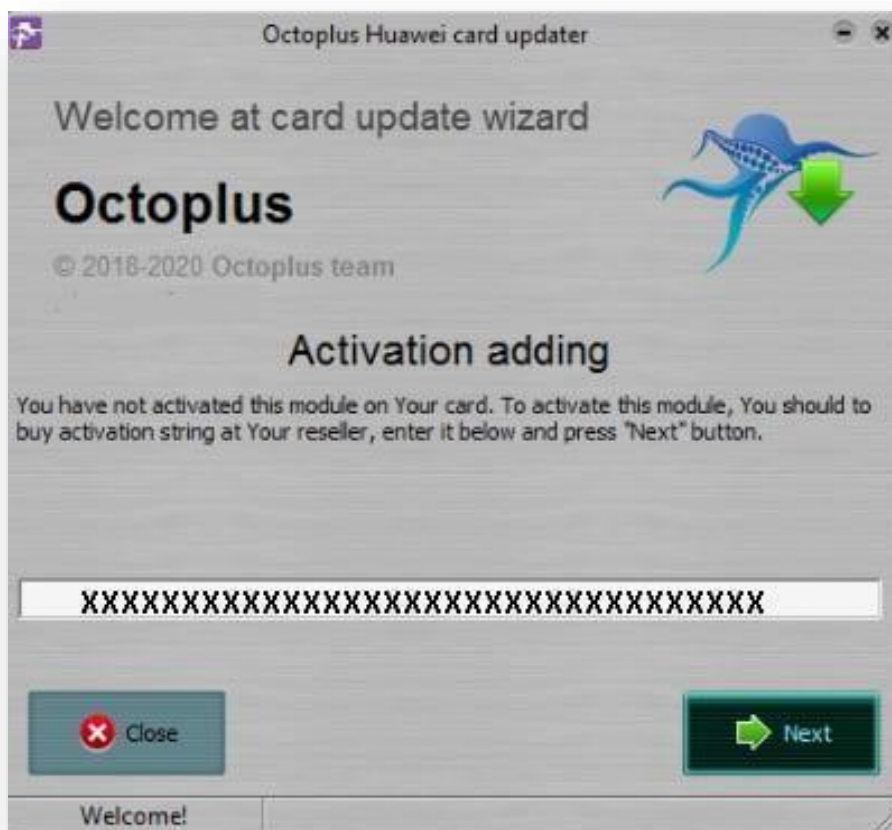 Octoplus Huawei card updater
Welcome at card update wizard
Octoplus
© 2018-2020 Octoplus team
Activation adding
You have not activated this module on Your card. To activate this module, You should to
buy activation string at Your reseller, enter it below and press "Next" button.
XXXXXXXXXXXXXXXXXXXXXXXXXXXXXXXXXX
Close
Next
Welcome!